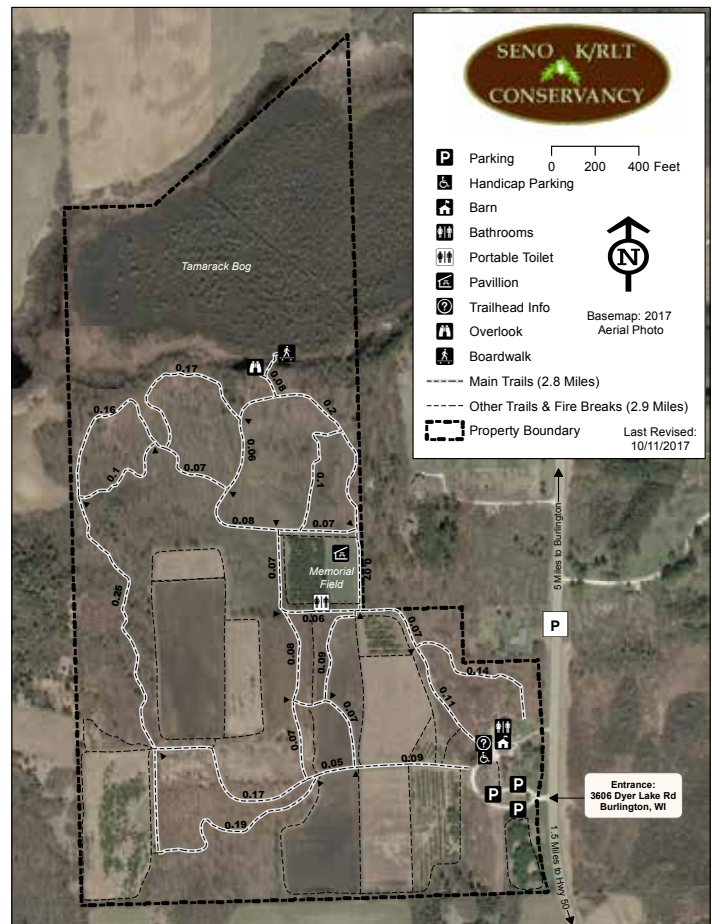 SENO K/RLT
CONSERVANCY
P Parking
0 200 400 Feet
Handicap Parking
Barn
Bathrooms
Portable Toilet
Pavillion
? Trailhead Info
Overlook
Boardwalk
N
Basemap: 2017
Aerial Photo
Main Trails (2.8 Miles)
Other Trails & Fire Breaks (2.9 Miles)
Property Boundary
Last Revised:
10/11/2017
Tamarack Bog
0.17
0.08
0.16
0.2
0.06
0.1
0.07
0.1
0.08
0.07
0.07
0.07
Memorial
Field
0.06
0.25
0.08
0.09
0.07
0.14
0.11
0.07
0.07
0.05
0.09
0.17
0.19
5 Miles to Burlington
P
?
P
P
P
Entrance:
3606 Dyer Lake Rd
Burlington, WI
1.5 Miles to Hwy 50